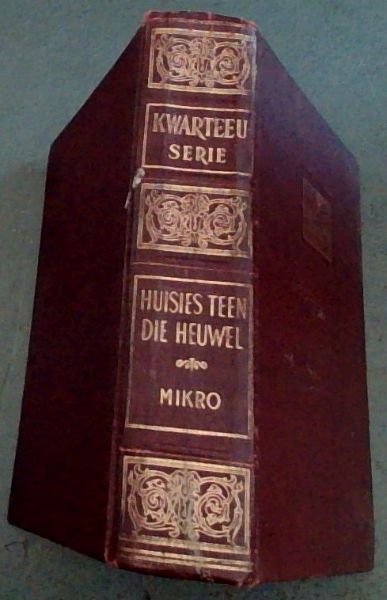 KWARTEEU
SERIE
HUISIES TEEN
DIE HEUWEL
MIKRO